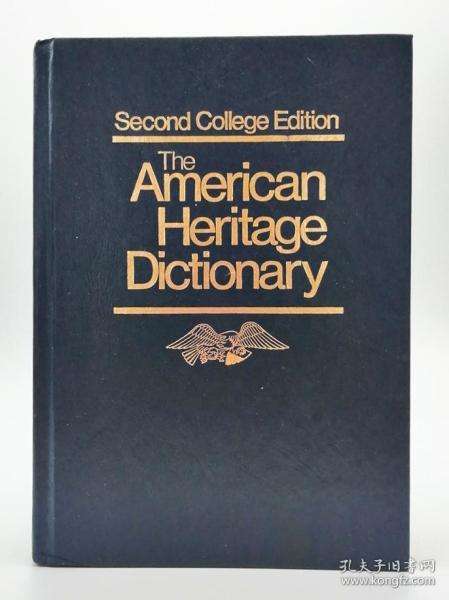 Second College Edition
The
American
Heritage
Dictionary
孔夫子旧书网
www.kongfz.com